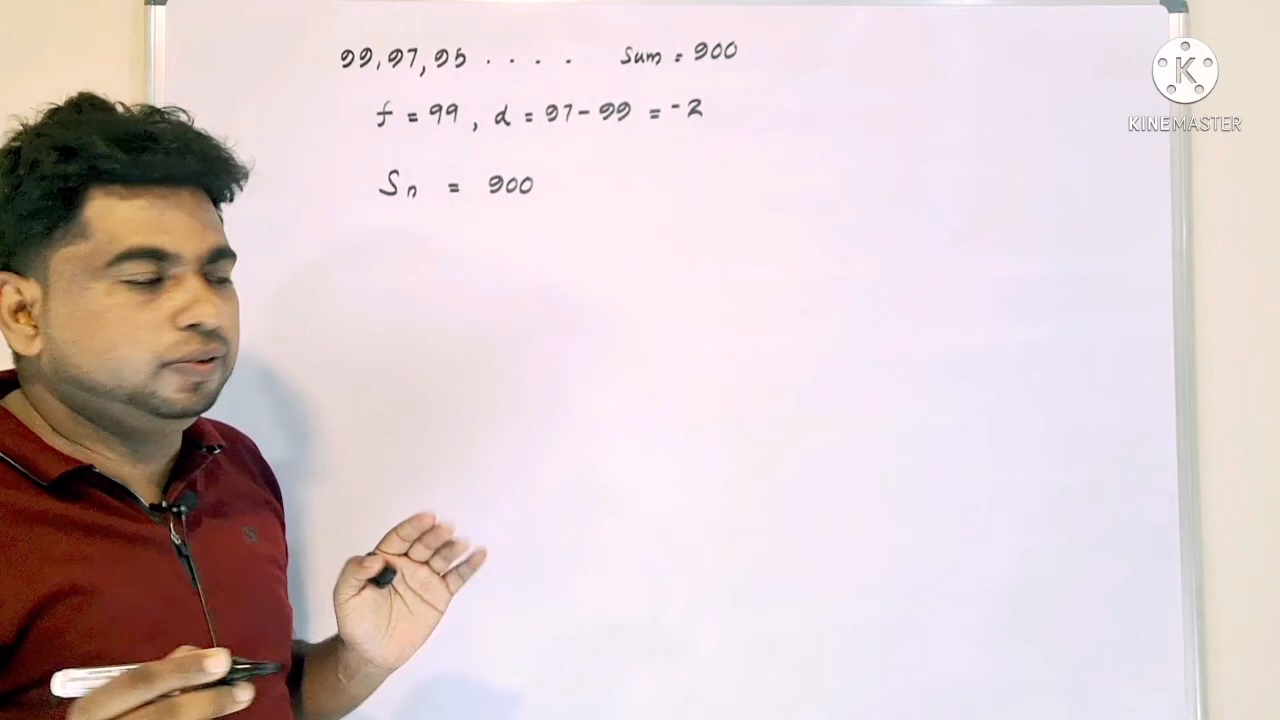 99, 97, 95 . . . . Sum = 900
f = 99 , d = 97 - 99 = -2
Sn = 900
K
KINEMASTER